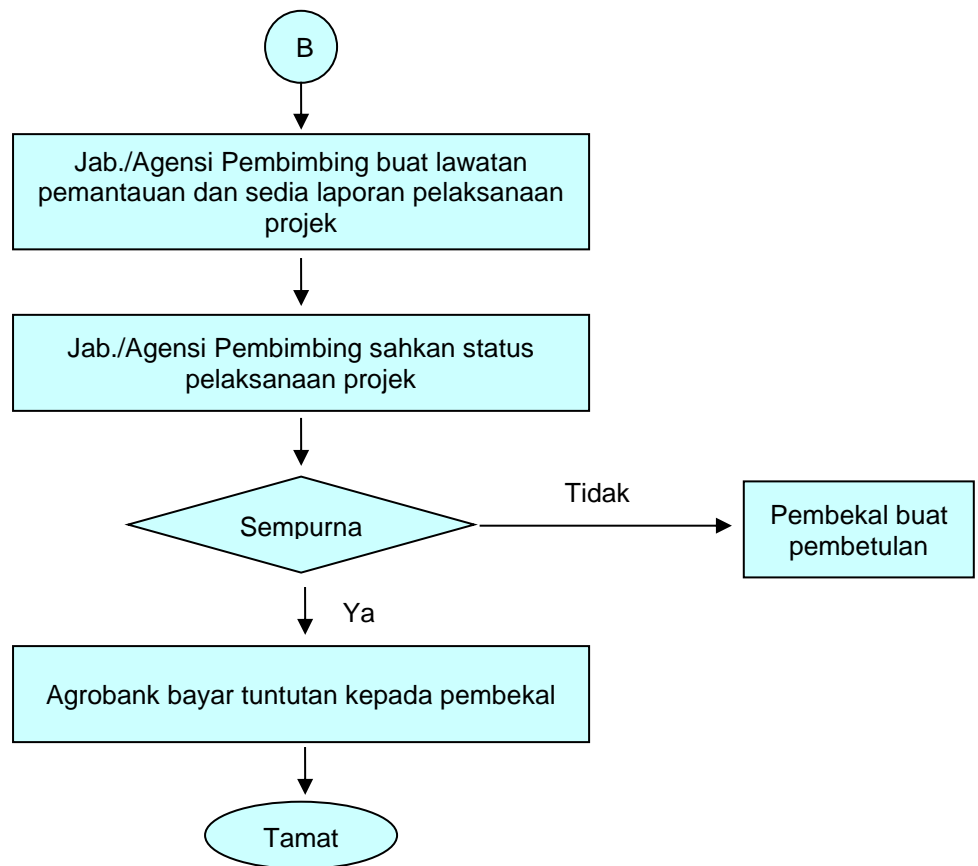 B
Jab./Agensi Pembimbing buat lawatan
pemantauan dan sedia laporan pelaksanaan
projek
Jab./Agensi Pembimbing sahkan status
pelaksanaan projek
Sempurna
Tidak
Pembekal buat
pembetulan
Ya
Agrobank bayar tuntutan kepada pembekal
Tamat